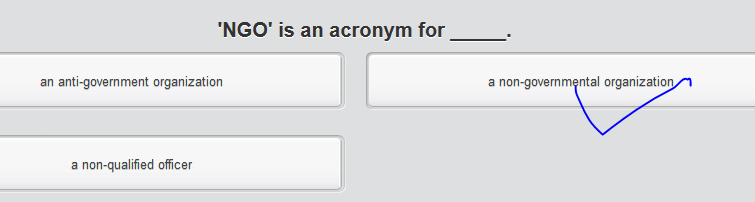 'NGO' is an acronym for _____.
an anti-government organization
a non-governmental organization
a non-qualified officer